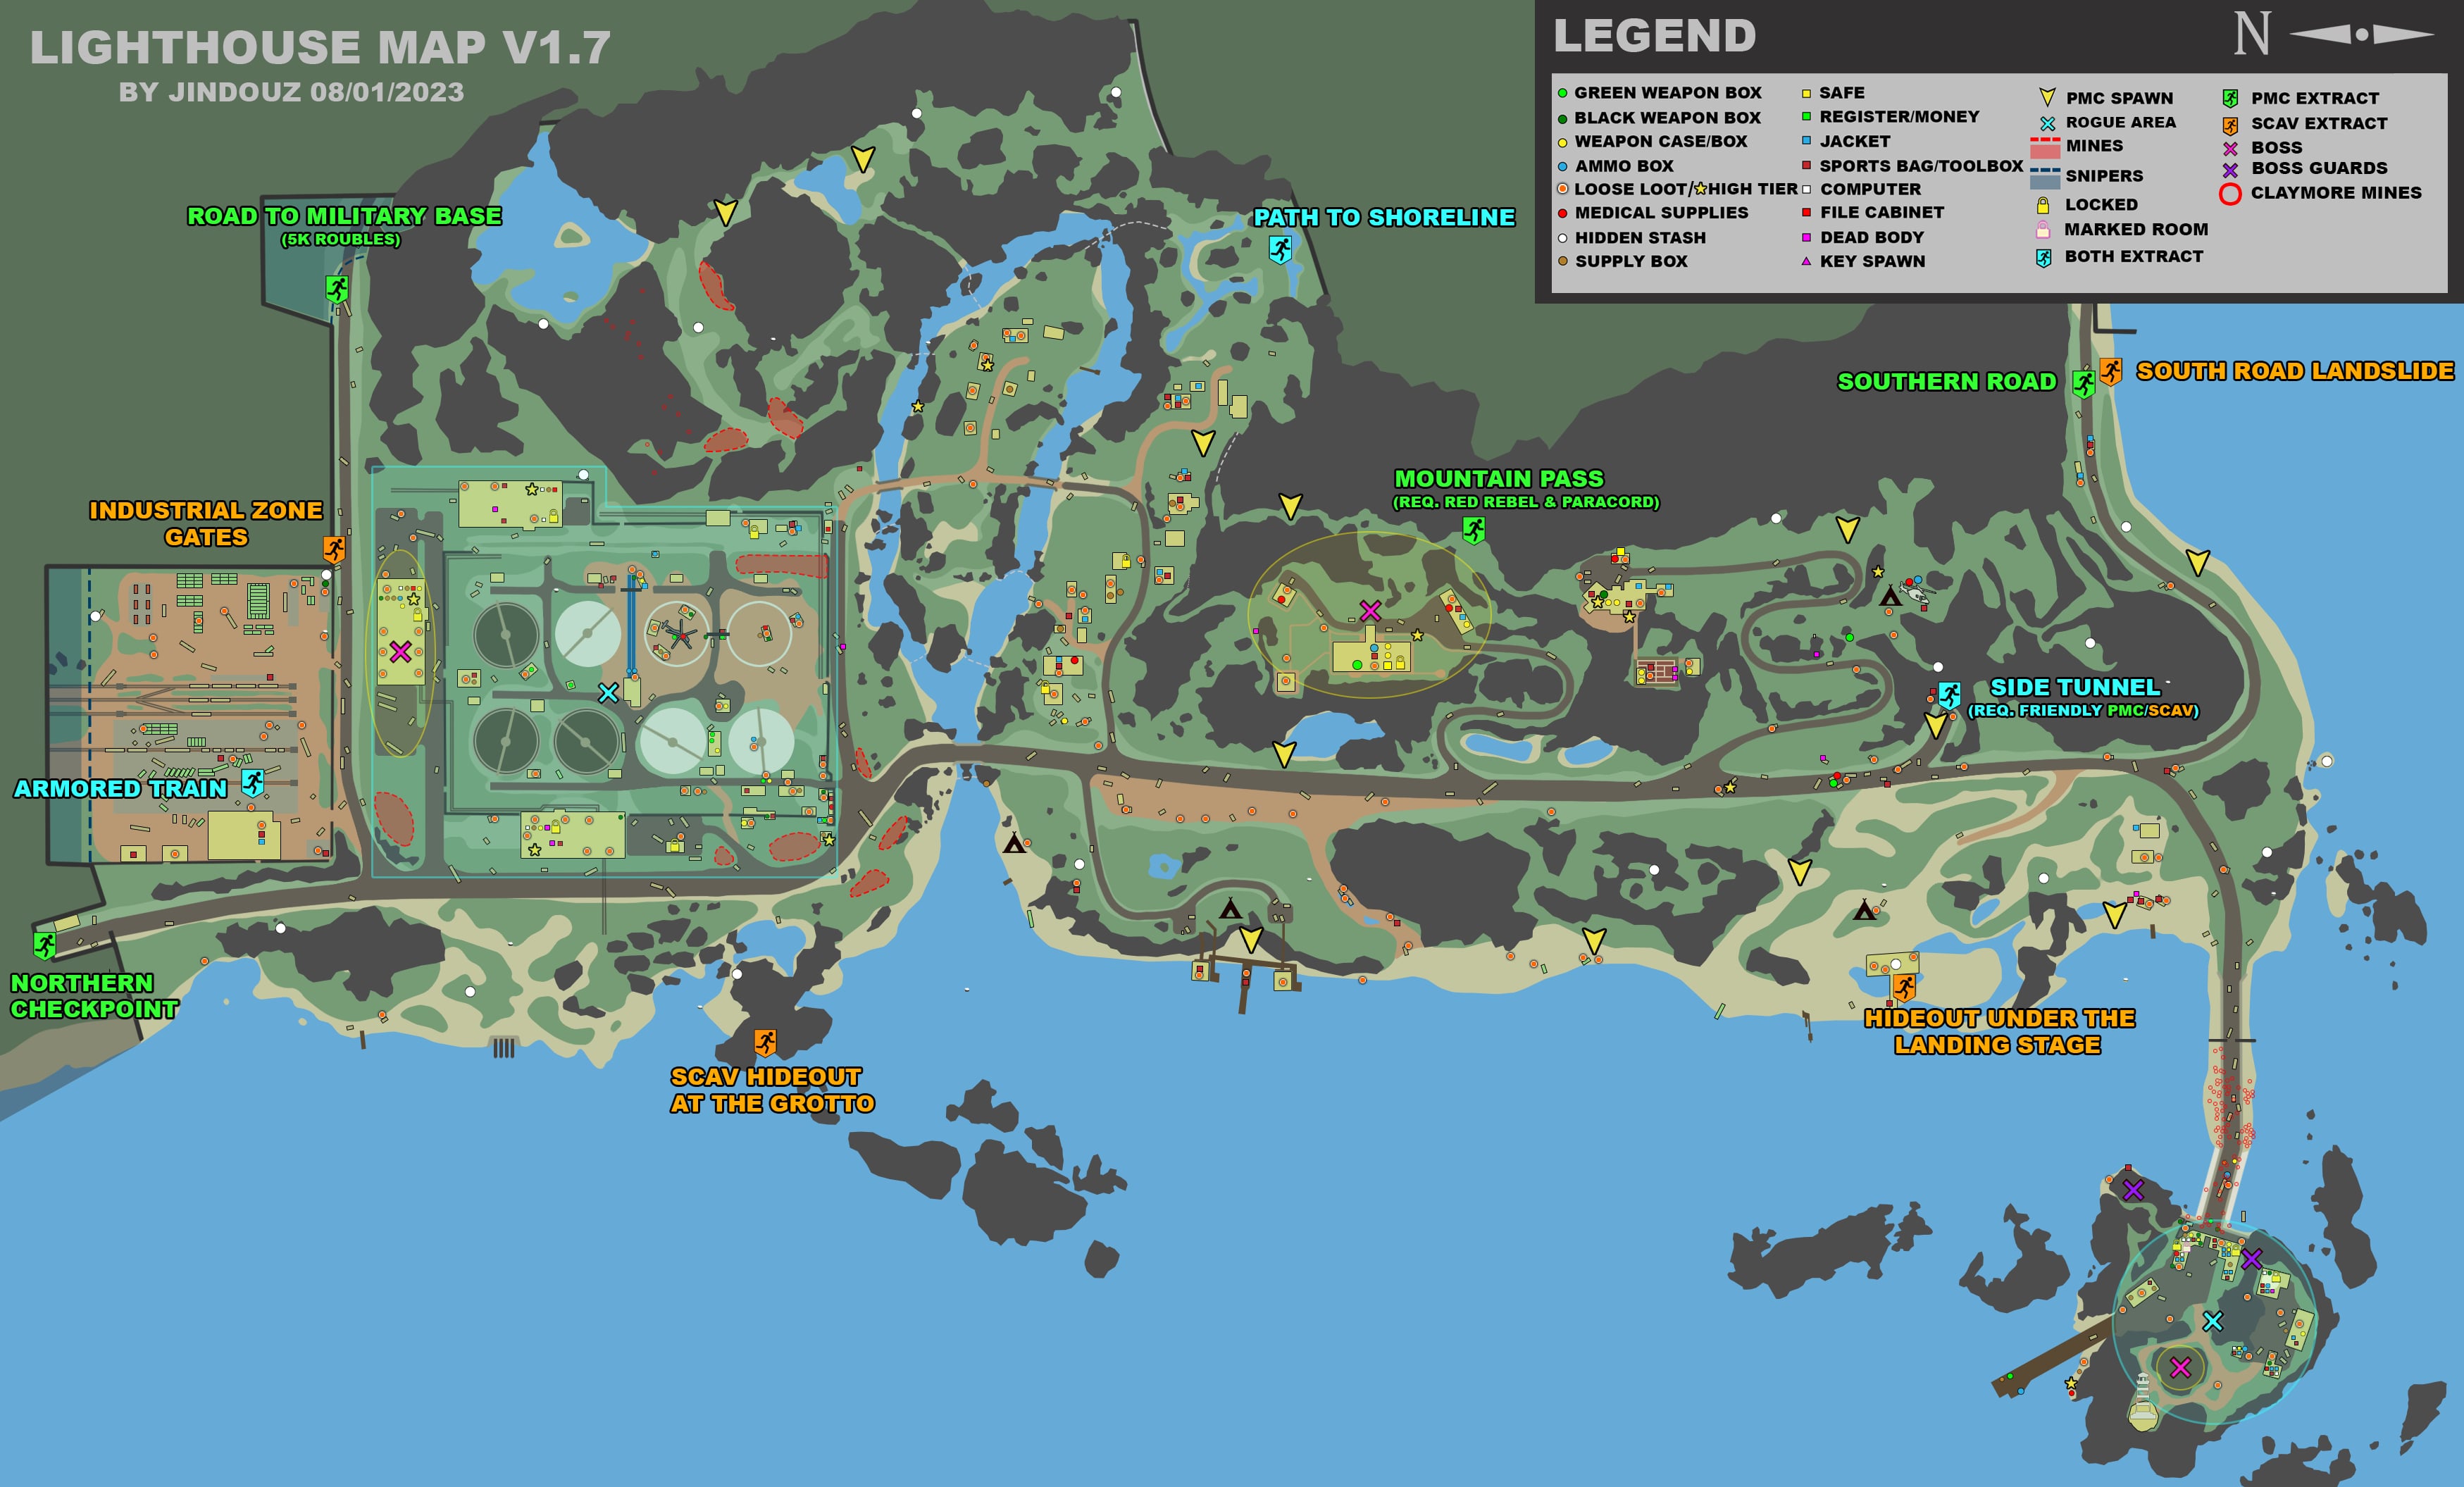 LIGHTHOUSE MAP V1.7
BY JINDOUZ 08/01/2023
LEGEND
N
GREEN WEAPON BOX
BLACK WEAPON BOX
WEAPON CASE/BOX
AMMO BOX
LOOSE LOOT/HIGH TIER
MEDICAL SUPPLIES
HIDDEN STASH
SUPPLY BOX
SAFE
REGISTER/MONEY
JACKET
SPORTS BAG/TOOLBOX
COMPUTER
FILE CABINET
DEAD BODY
KEY SPAWN
PMC SPAWN
ROGUE AREA
MINES
SNIPERS
LOCKED
MARKED ROOM
BOTH EXTRACT
PMC EXTRACT
SCAV EXTRACT
BOSS
BOSS GUARDS
CLAYMORE MINES
ROAD TO MILITARY BASE
(5K ROUBLES)
PATH TO SHORELINE
SOUTHERN ROAD
SOUTH ROAD LANDSLIDE
MOUNTAIN PASS
(REQ. RED REBEL & PARACORD)
INDUSTRIAL ZONE
GATES
SIDE TUNNEL
(REQ. FRIENDLY PMC/SCAV)
ARMORED TRAIN
NORTHERN
CHECKPOINT
HIDEOUT UNDER THE
LANDING STAGE
SCAV HIDEOUT
AT THE GROTTO